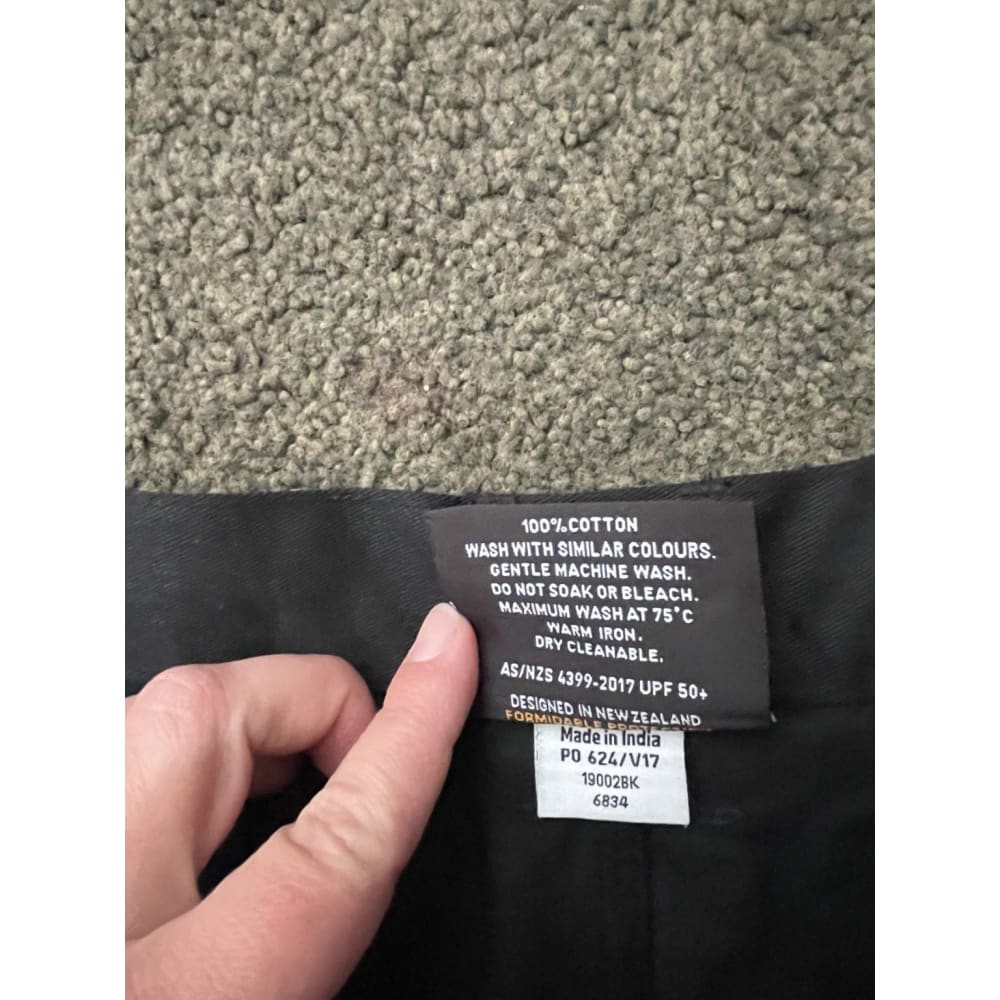 100%COTTON
WASH WITH SIMILAR COLOURS.
GENTLE MACHINE WASH.
DO NOT SOAK OR BLEACH.
MAXIMUM WASH AT 75°C
WARM IRON.
DRY CLEANABLE.
AS/NZS 4399-2017 UPF 50+
DESIGNED IN NEW ZEALAND
FORMIDABLE
Made in India
PO 624/V17
19002BK
6834